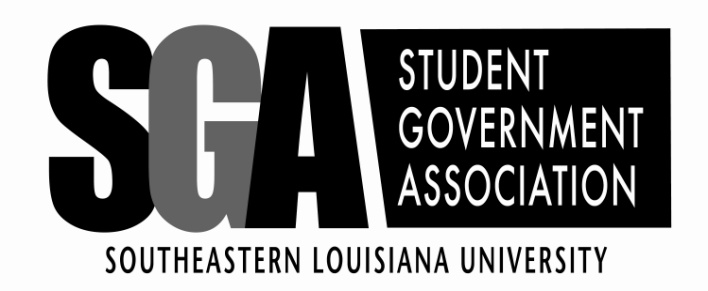 SGA
STUDENT
GOVERNMENT
ASSOCIATION
SOUTHEASTERN LOUISIANA UNIVERSITY